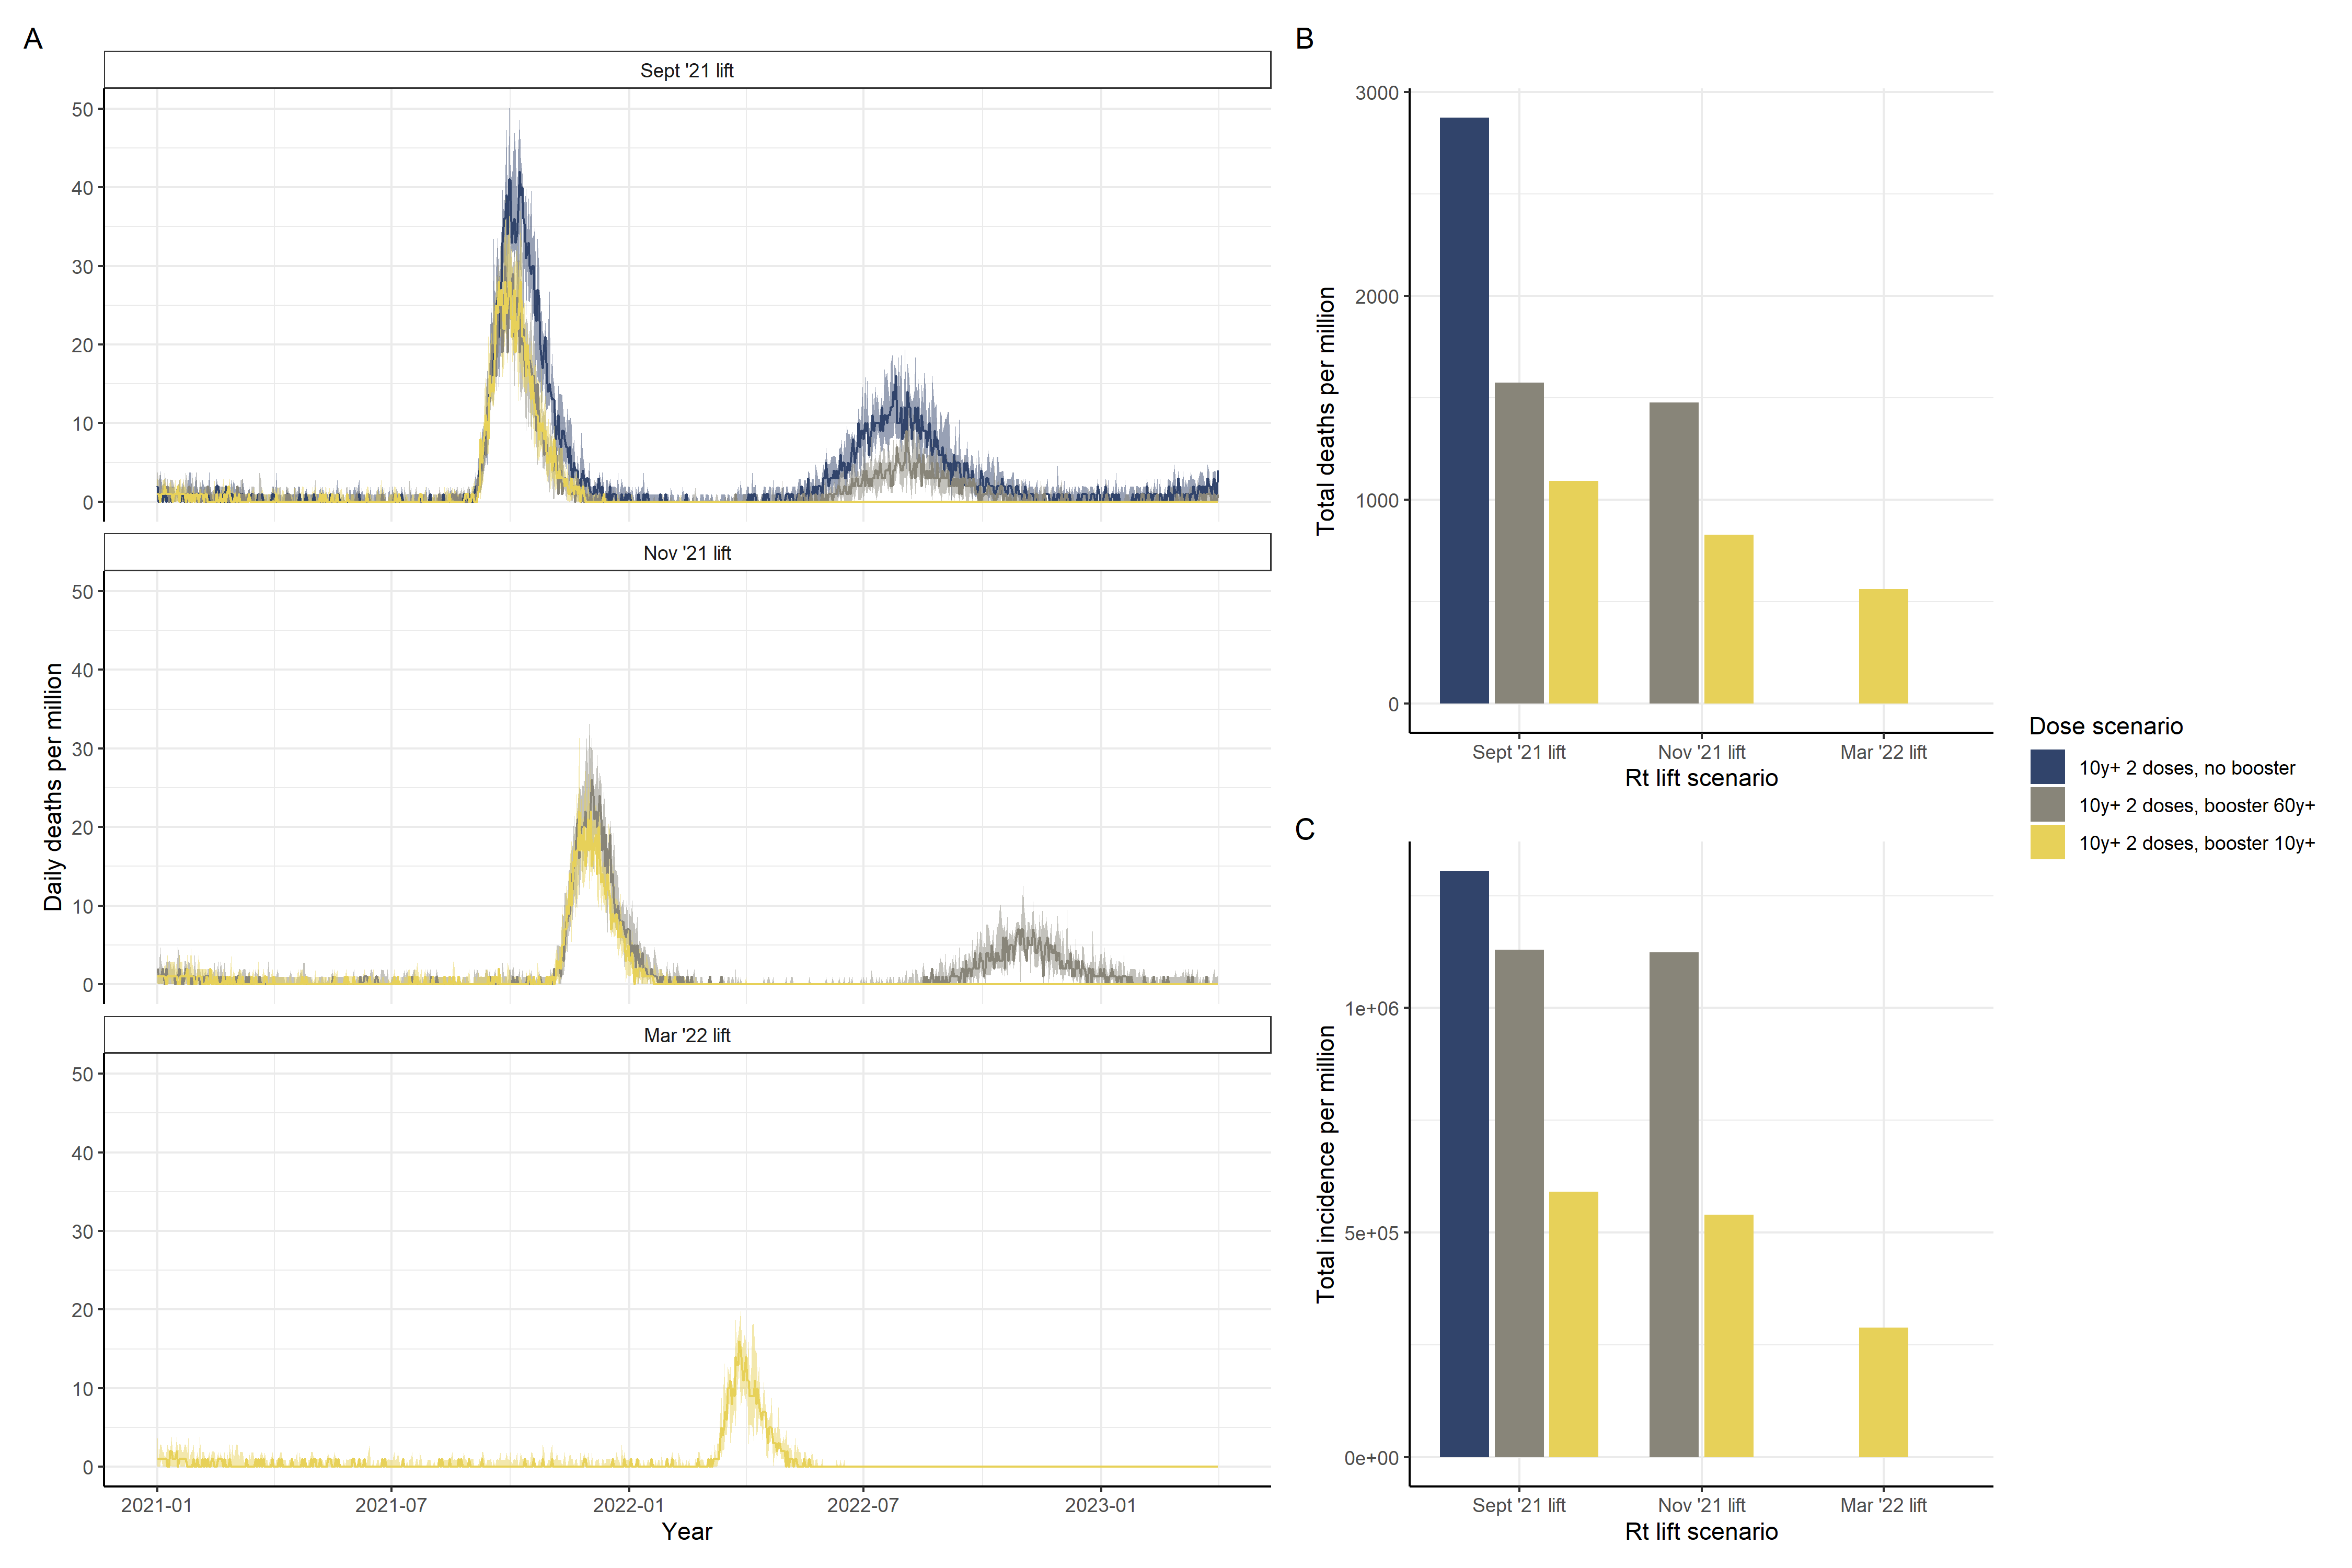 A
Sept '21 lift
50
40
30
20
10
0
Nov '21 lift
50
40
30
20
10
0
Mar '22 lift
50
40
30
20
10
0
Daily deaths per million
2021-01
2021-07
2022-01
2022-07
2023-01
Year
B
3000
2000
1000
0
Total deaths per million
Sept '21 lift
Nov '21 lift
Mar '22 lift
Rt lift scenario
C
1e+06
5e+05
0e+00
Total incidence per million
Sept '21 lift
Nov '21 lift
Mar '22 lift
Rt lift scenario
Dose scenario
10y+ 2 doses, no booster
10y+ 2 doses, booster 60y+
10y+ 2 doses, booster 10y+